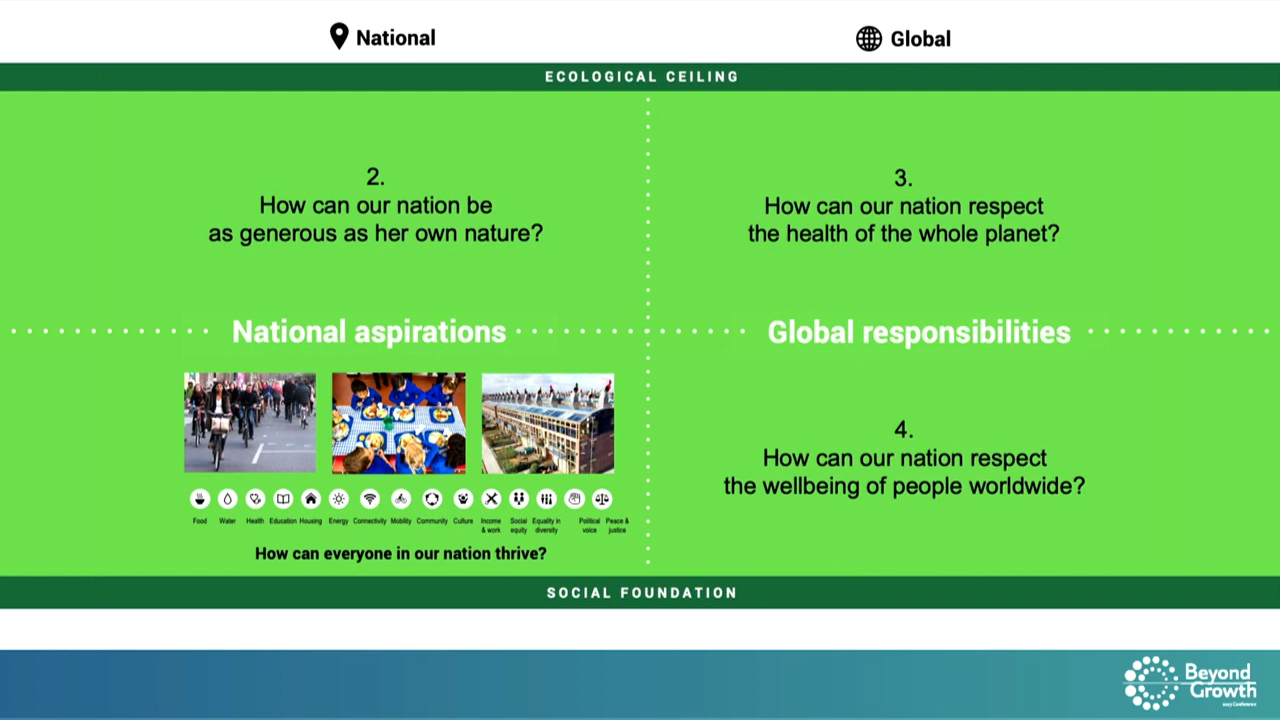 National
Global
ECOLOGICAL CEILING
2.
How can our nation be
as generous as her own nature?
3.
How can our nation respect
the health of the whole planet?
National aspirations
Global responsibilities
4.
How can our nation respect
the wellbeing of people worldwide?
Food Water Health Education Housing Energy Connectivity Mobility Community Culture Income Social Equality in Political Peace &
& work equity diversity voice justice
How can everyone in our nation thrive?
SOCIAL FOUNDATION
Beyond
Growth
2023 Conference